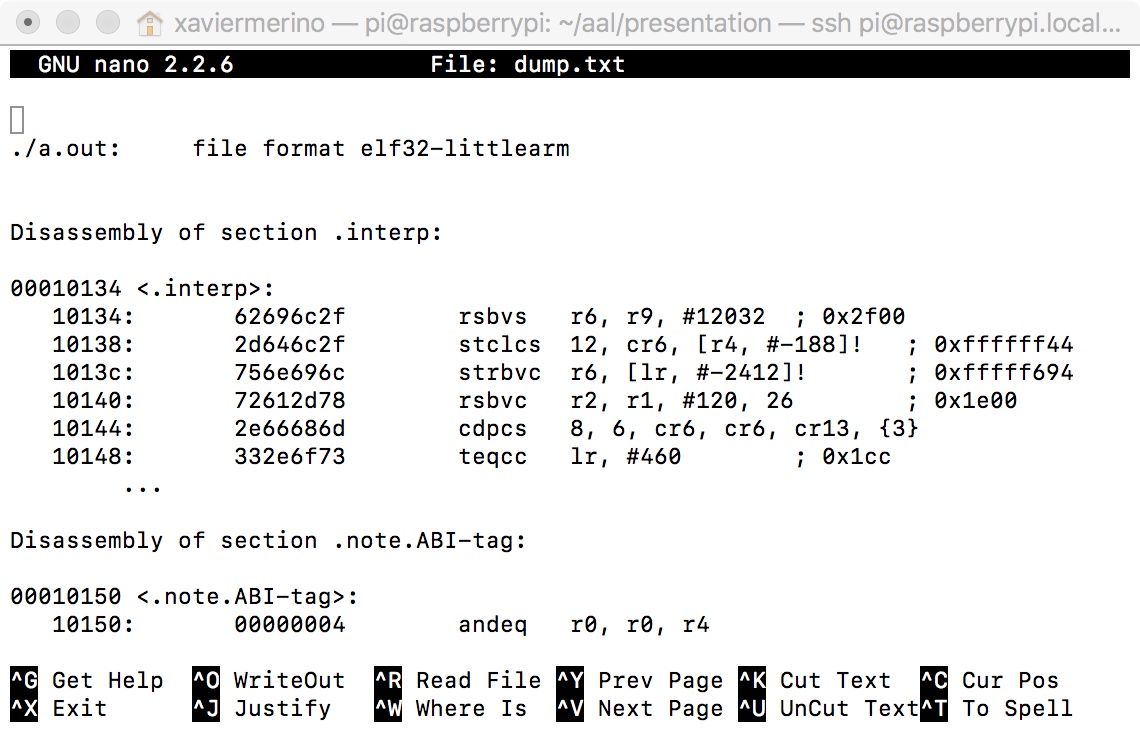 xaviermerino — pi@raspberrypi: ~/aal/presentation — ssh pi@raspberrypi.local...
GNU nano 2.2.6 File: dump.txt
./a.out: file format elf32-littlearm
Disassembly of section .interp:
00010134 <.interp>:
10134: 62696c2f rsbvs r6, r9, #12032 ; 0x2f00
10138: 2d646c2f stclcs 12, cr6, [r4, #-188]! ; 0xffffff44
1013c: 756e696c strbvc r6, [lr, #-2412]! ; 0xfffff694
10140: 72612d78 rsbvc r2, r1, #120, 26 ; 0x1e00
10144: 2e66686d cdpcs 8, 6, cr6, cr6, cr13, {3}
10148: 332e6f73 teqcc lr, #460 ; 0x1cc
...
Disassembly of section .note.ABI-tag:
00010150 <.note.ABI-tag>:
10150: 00000004 andeq r0, r0, r4
^G Get Help ^O WriteOut ^R Read File ^Y Prev Page ^K Cut Text ^C Cur Pos
^X Exit ^J Justify ^W Where Is ^V Next Page ^U UnCut Text ^T To Spell